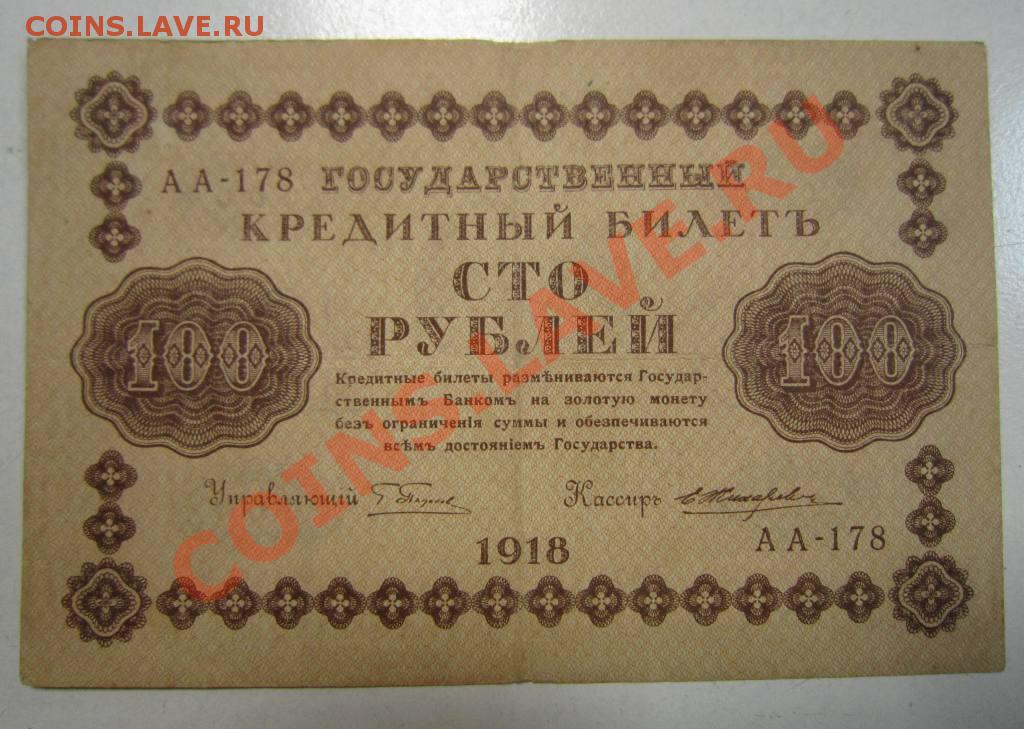 COINS.LAVE.RU
АА-178 ГОСУДАРСТВЕННЫЙ
КРЕДИТНЫЙ БИЛЕТЪ
СТО
РУБЛЕЙ
100
100
Кредитные билеты размѣниваются Государ-
ственнымъ Банкомъ на золотую монету
безъ ограниченія суммы и обезпечиваются
всѣмъ достояніемъ Государства.
Управляющій
Кассиръ
1918
АА-178
COINS.LAVE.RU